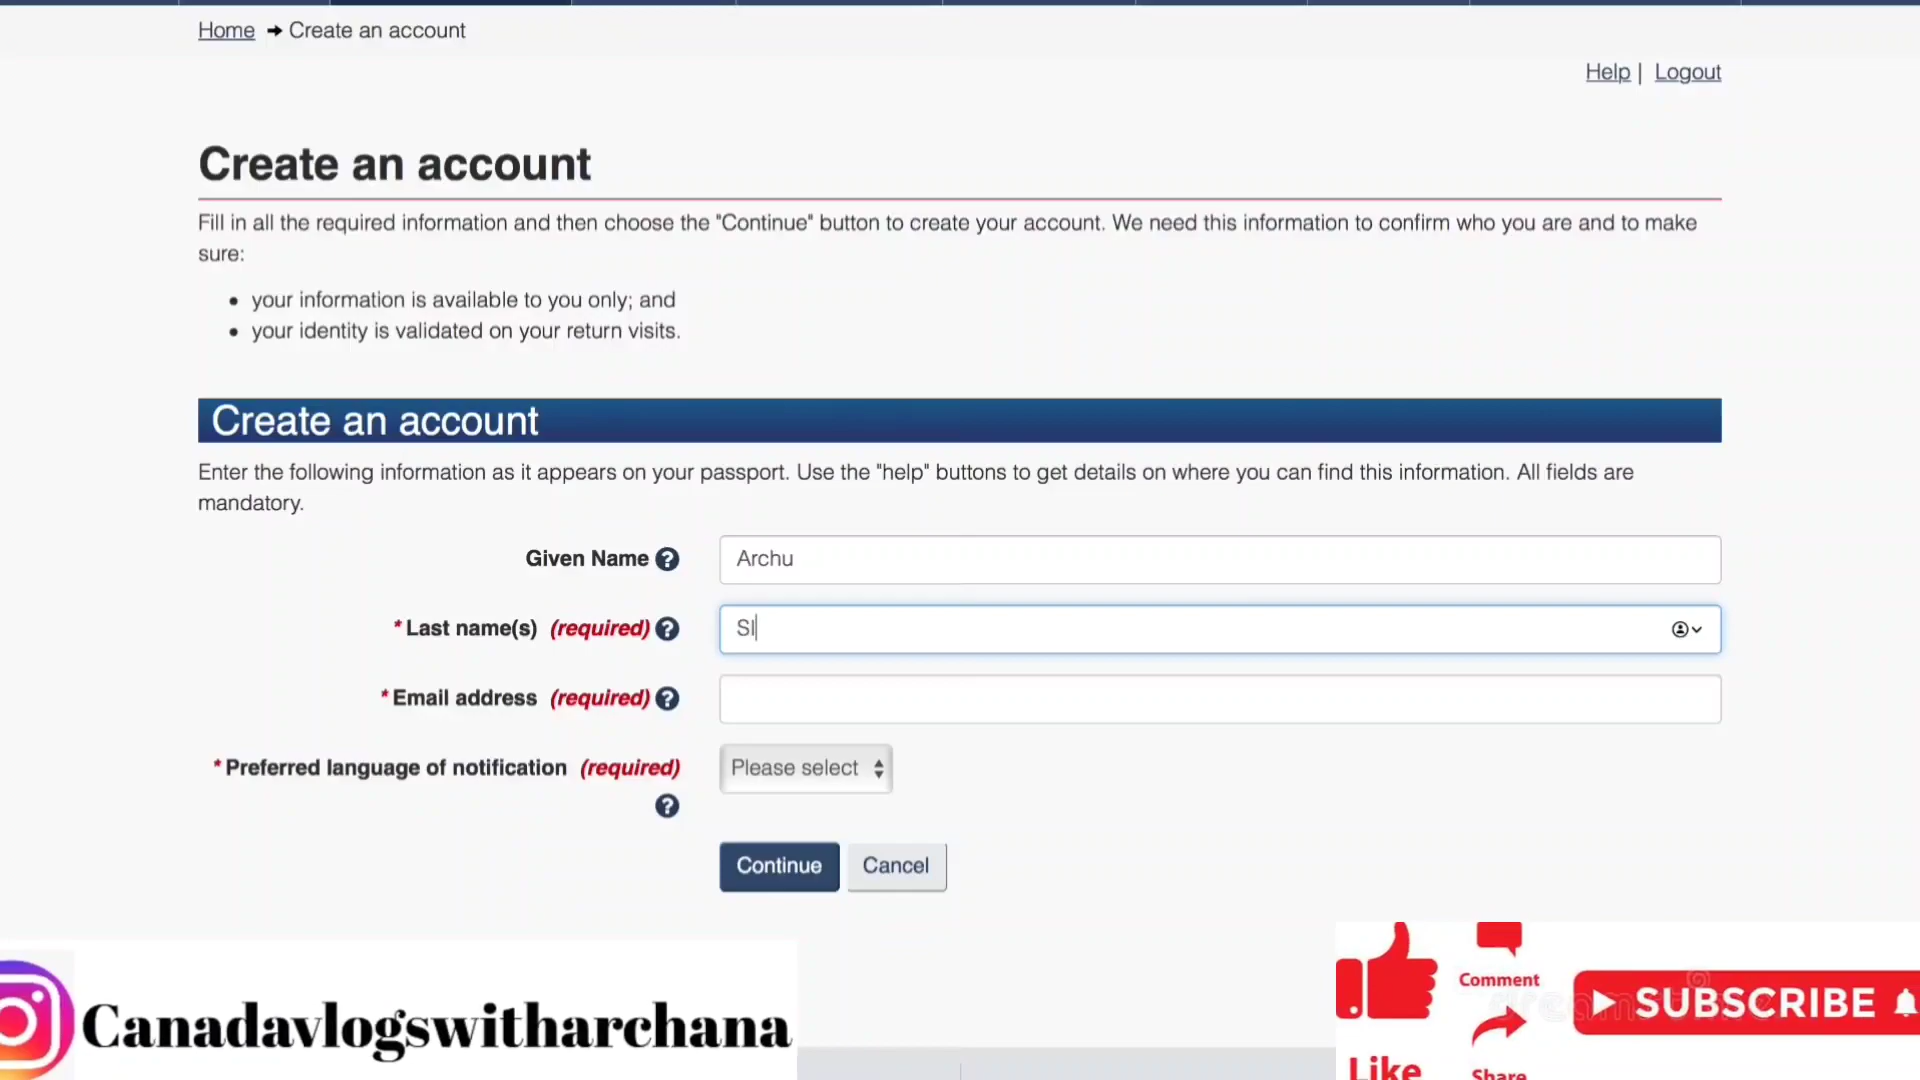 Home → Create an account
Help | Logout
Create an account
Fill in all the required information and then choose the "Continue" button to create your account. We need this information to confirm who you are and to make
sure:
• your information is available to you only; and
• your identity is validated on your return visits.
Create an account
Enter the following information as it appears on your passport. Use the "help" buttons to get details on where you can find this information. All fields are
mandatory.
Given Name ? Archu
* Last name(s) (required) ? SI
* Email address (required) ?
* Preferred language of notification (required) Please select
?
Continue Cancel
Comment
Canadavlogswitharchana
SUBSCRIBE
Like
Share